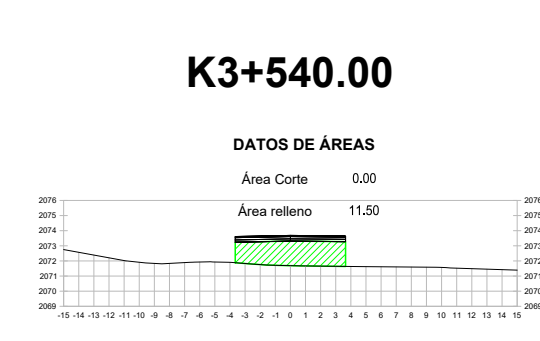 K3+540.00
DATOS DE ÁREAS
Área Corte 0.00
Área relleno 11.50
2076 2076
2075 2075
2074 2074
2073 2073
2072 2072
2071 2071
2070 2070
2069 2069
-15 -14 -13 -12 -11 -10 -9 -8 -7 -6 -5 -4 -3 -2 -1 0 1 2 3 4 5 6 7 8 9 10 11 12 13 14 15